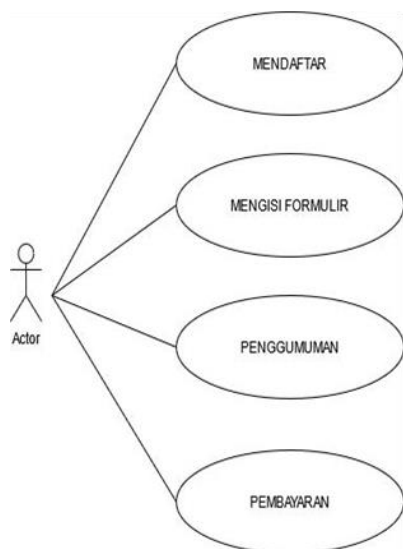 MENDAFTAR
MENGISI FORMULIR
Actor
PENGGUMUMAN
PEMBAYARAN